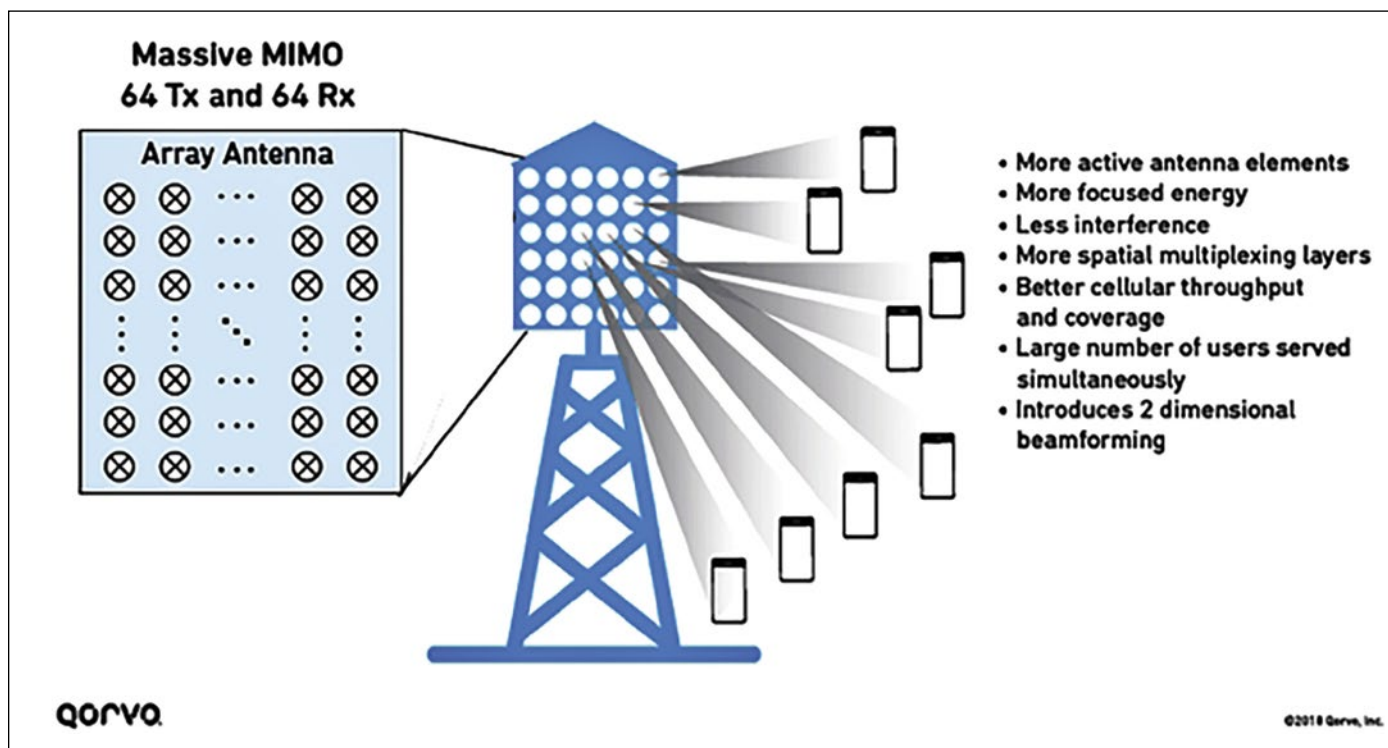 Massive MIMO
64 Tx and 64 Rx
Array Antenna
• More active antenna elements
• More focused energy
• Less interference
• More spatial multiplexing layers
• Better cellular throughput
and coverage
• Large number of users served
simultaneously
• Introduces 2 dimensional
beamforming
QORVO
©2018 Qorvo, Inc.